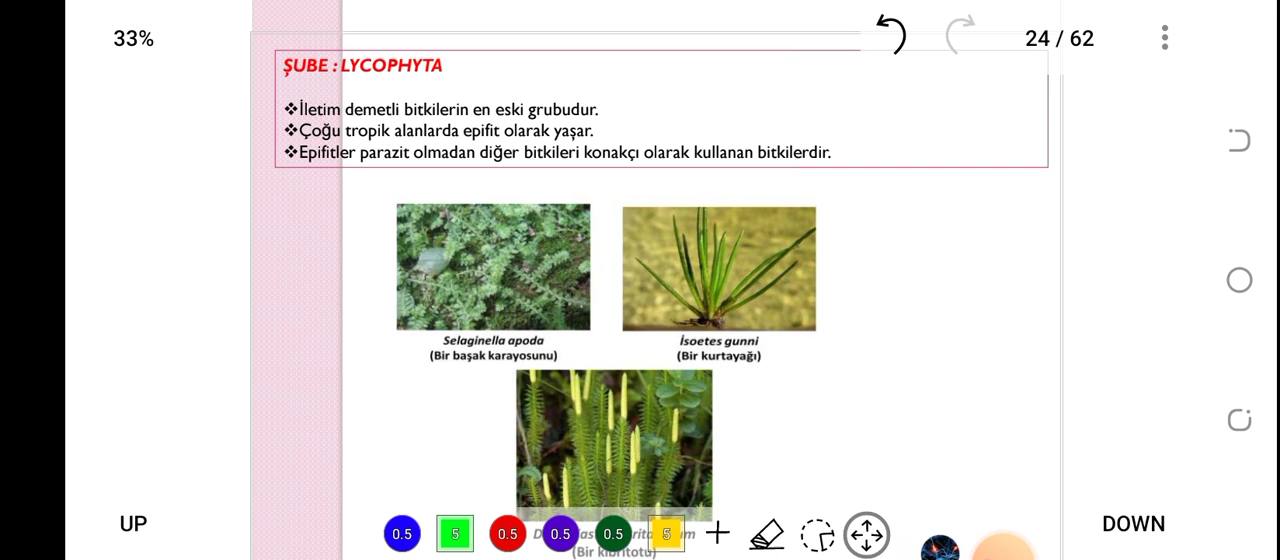 33%
24 / 62
ŞUBE : LYCOPHYTA
❖İletim demetli bitkilerin en eski grubudur.
❖Çoğu tropik alanlarda epifit olarak yaşar.
❖Epifitler parazit olmadan diğer bitkileri konakçı olarak kullanan bitkilerdir.
Selaginella apoda
(Bir başak karayosunu)
İsoetes gunni
(Bir kurtayağı)
UP
0.5
5
0.5
0.5
0.5
5
DOWN
(Bir kibritotu)